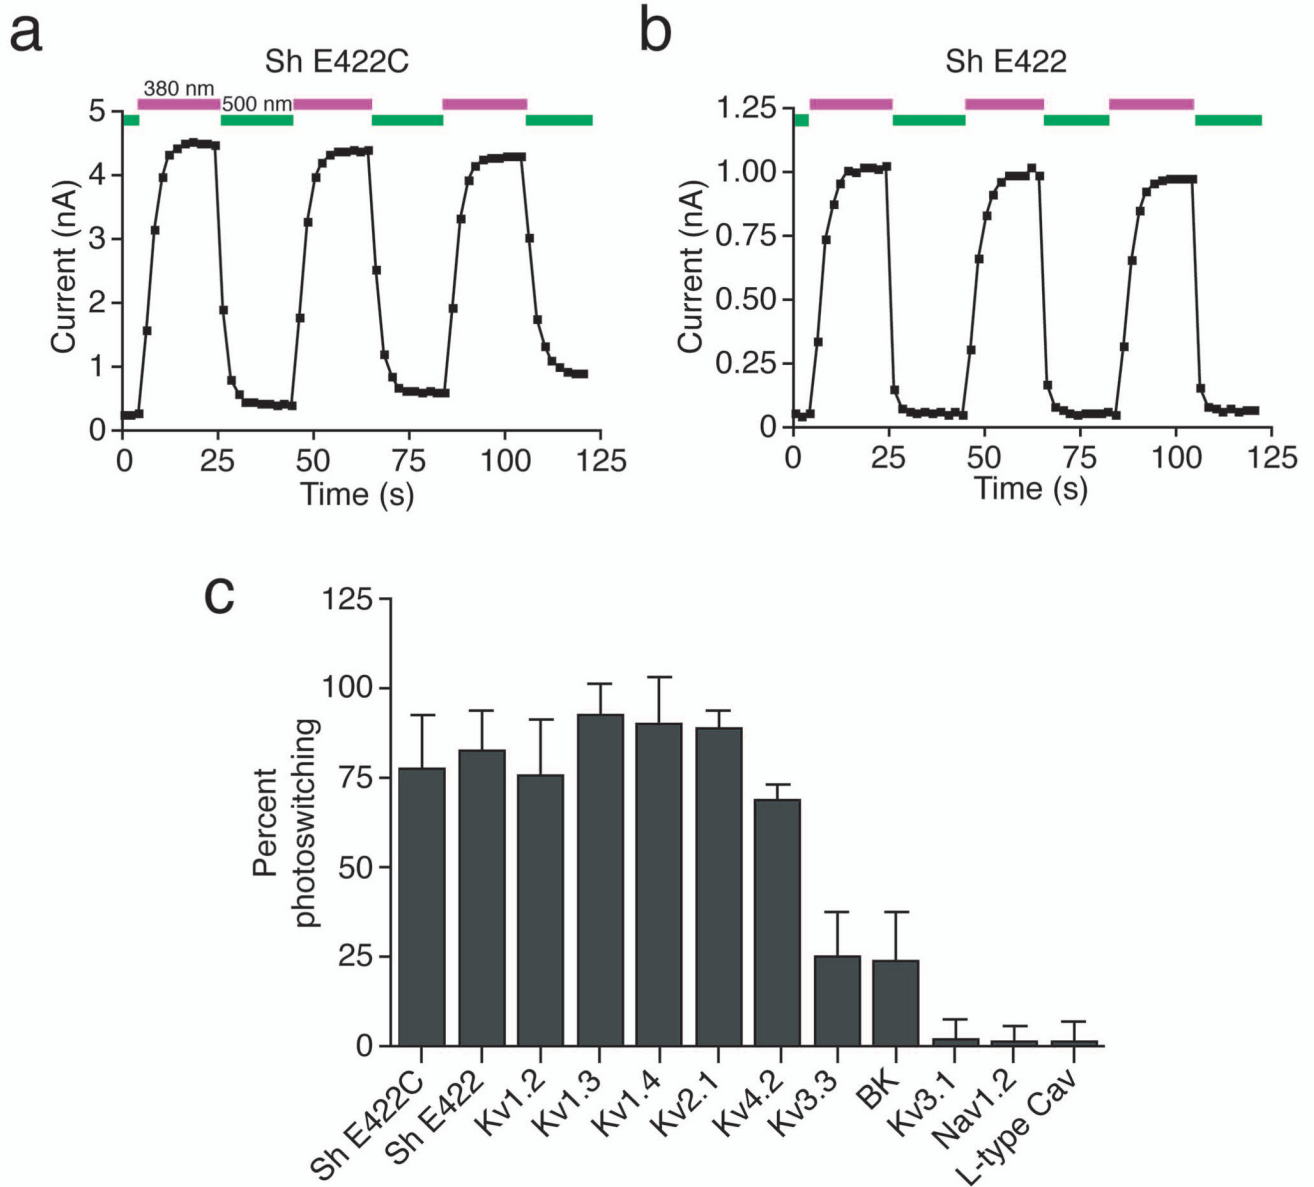 a
Sh E422C
380 nm
500 nm
5
4
3
2
1
0
Current (nA)
0 25 50 75 100 125
Time (s)
b
Sh E422
1.25
1.00
0.75
0.50
0.25
0
Current (nA)
0 25 50 75 100 125
Time (s)
c
125
100
75
50
25
0
Percent
photoswitching
Sh E422C
Sh E422
Kv1.2
Kv1.3
Kv1.4
Kv2.1
Kv4.2
Kv3.3
BK
Kv3.1
Nav1.2
L-type Cav